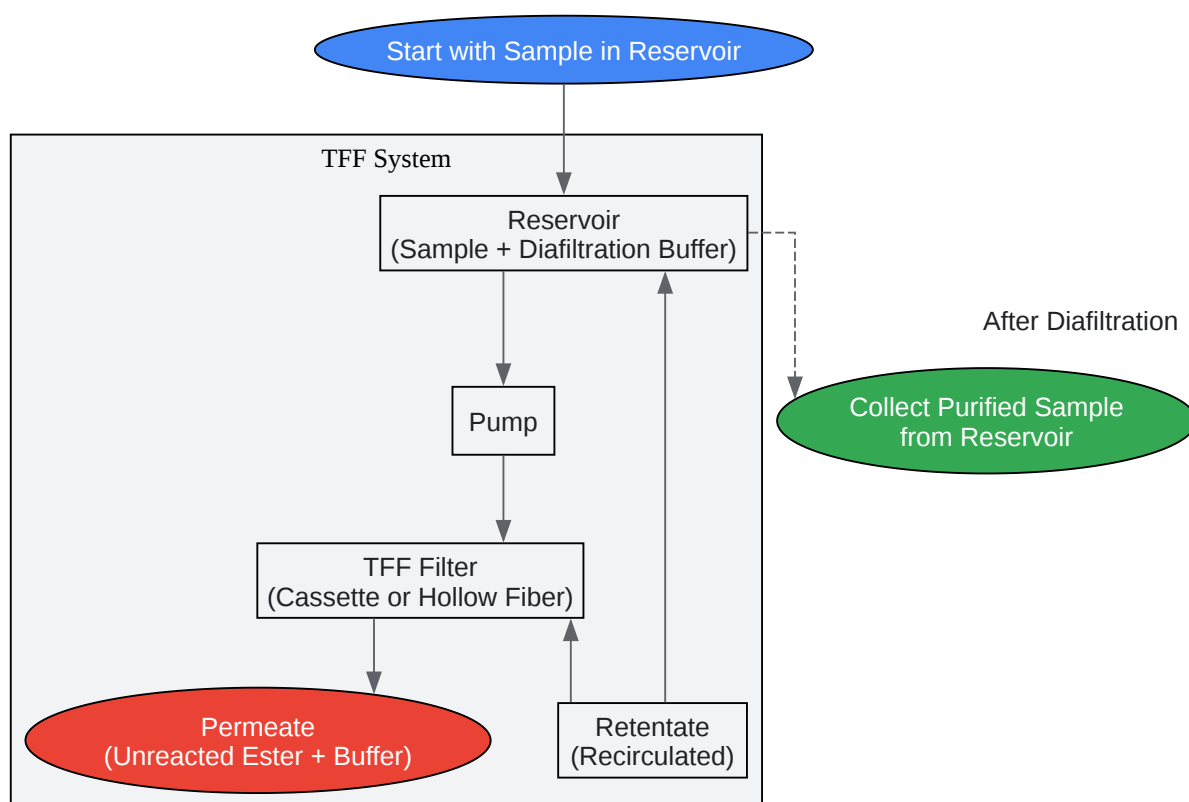 Start with Sample in Reservoir
TFF System
Reservoir
(Sample + Diafiltration Buffer)
After Diafiltration
Pump
Collect Purified Sample
from Reservoir
TFF Filter
(Cassette or Hollow Fiber)
Permeate
(Unreacted Ester + Buffer)
Retentate
(Recirculated)